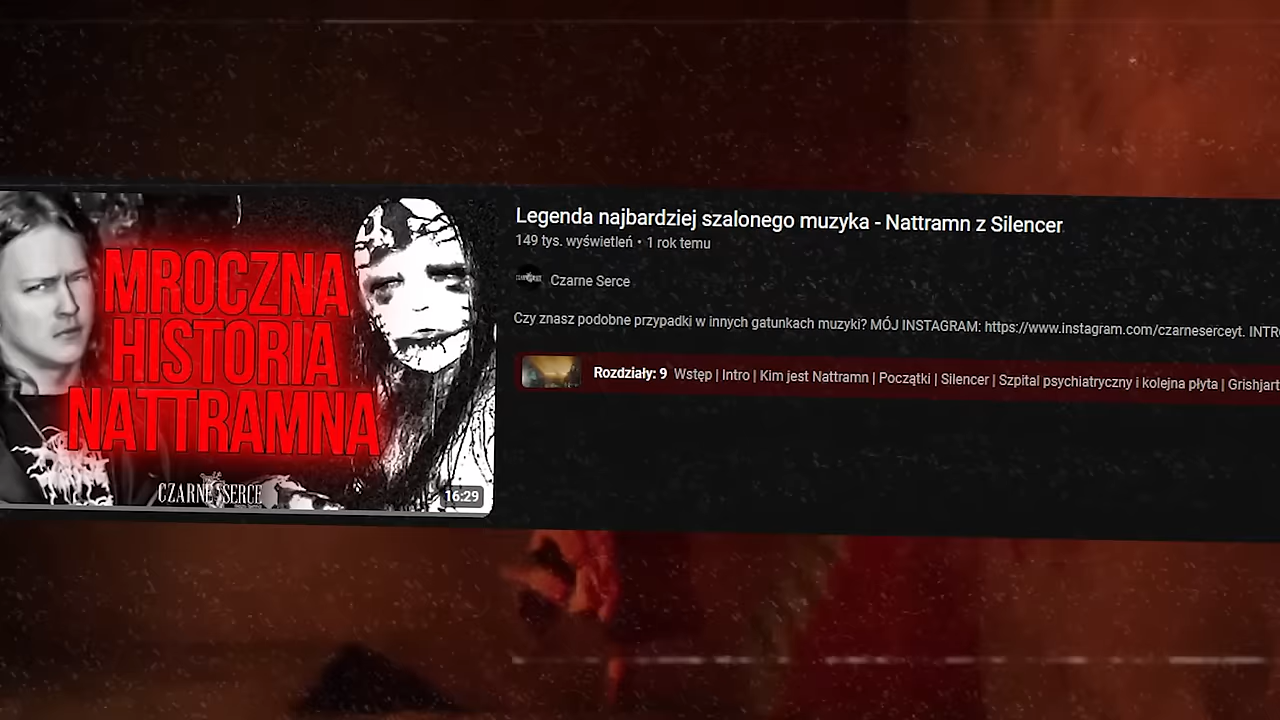 MROCZNA
HISTORIA
NATTRAMNA
CZARNE SERCE
16:29
Legenda najbardziej szalonego muzyka - Nattramn z Silencer
149 tys. wyświetleń • 1 rok temu
Czarne Serce
Czy znasz podobne przypadki w innych gatunkach muzyki? MÓJ INSTAGRAM: https://www.instagram.com/czarneserceyt. INTRO
Rozdziały: 9 Wstęp | Intro | Kim jest Nattramn | Początki | Silencer | Szpital psychiatryczny i kolejna płyta | Grishjart